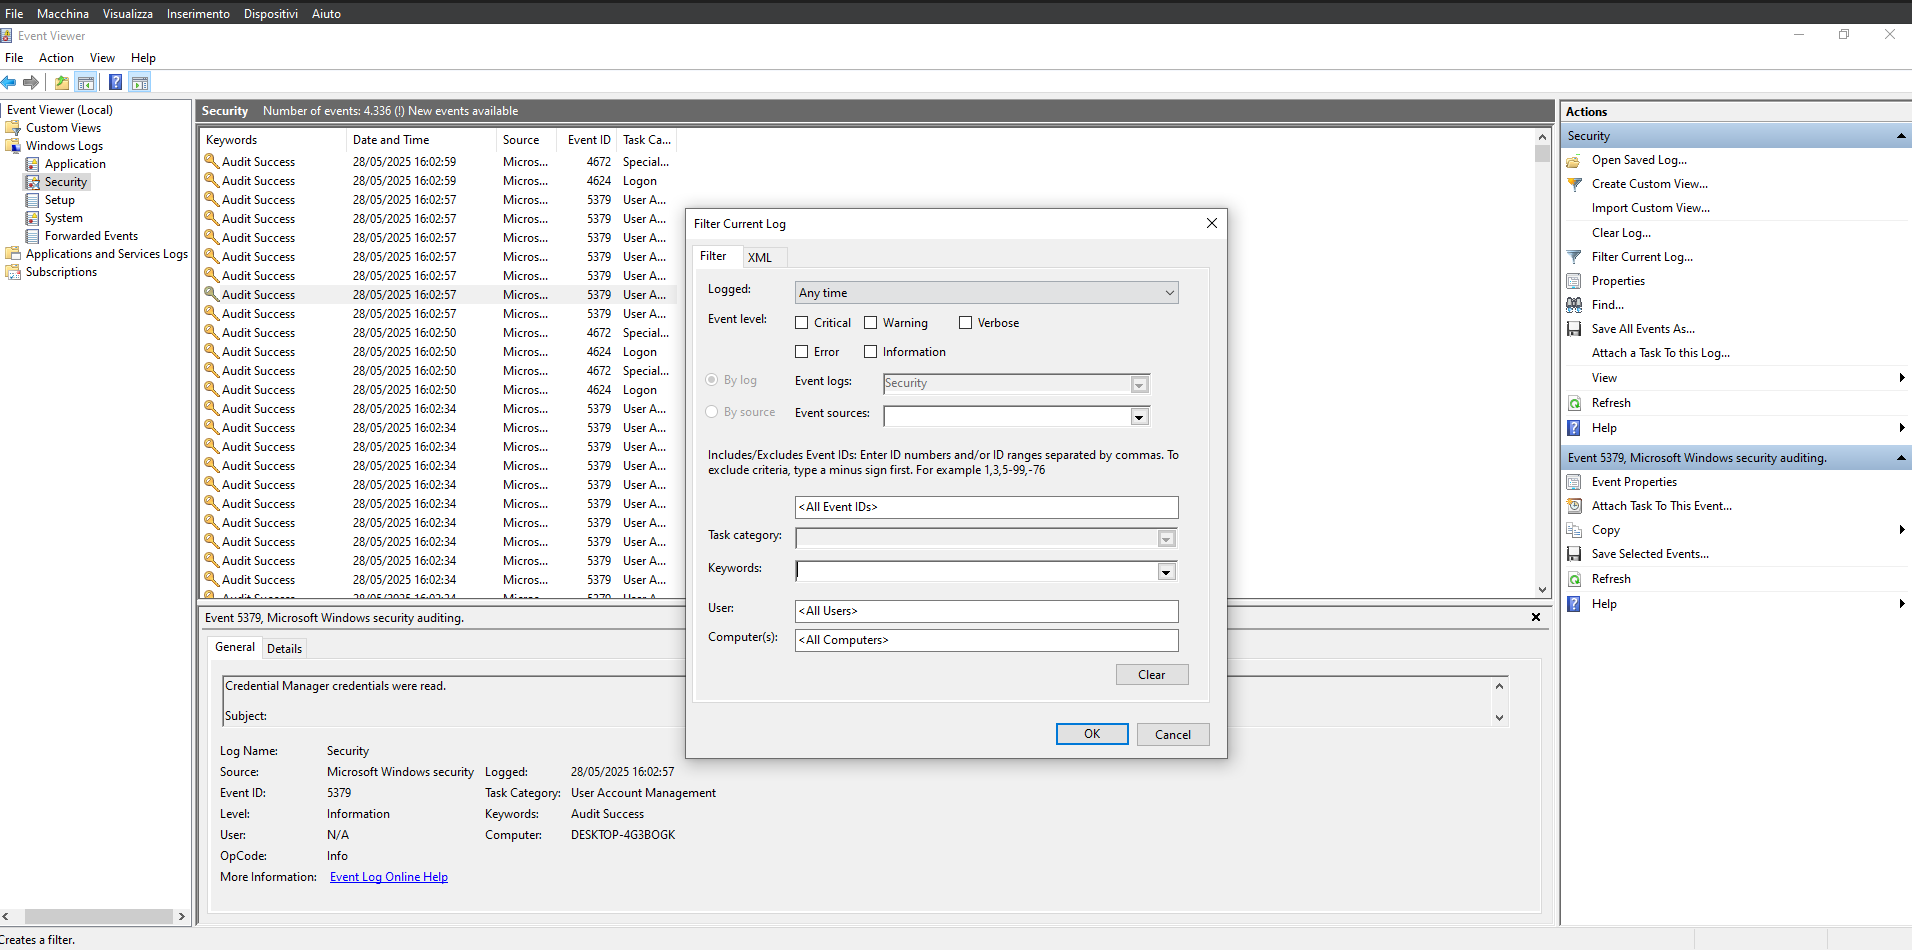 File Macchina Visualizza Inserimento Dispositivi Aiuto
Event Viewer
File Action View Help
Event Viewer (Local)
Custom Views
Windows Logs
Application
Security
Setup
System
Forwarded Events
Applications and Services Logs
Subscriptions
Security Number of events: 4.336 (!) New events available
Keywords Date and Time Source Event ID Task Ca...
Audit Success 28/05/2025 16:02:59 Micros... 4672 Special...
Audit Success 28/05/2025 16:02:59 Micros... 4624 Logon
Audit Success 28/05/2025 16:02:57 Micros... 5379 User A...
Audit Success 28/05/2025 16:02:57 Micros... 5379 User A...
Audit Success 28/05/2025 16:02:57 Micros... 5379 User A...
Audit Success 28/05/2025 16:02:57 Micros... 5379 User A...
Audit Success 28/05/2025 16:02:57 Micros... 5379 User A...
Audit Success 28/05/2025 16:02:57 Micros... 5379 User A...
Audit Success 28/05/2025 16:02:57 Micros... 5379 User A...
Audit Success 28/05/2025 16:02:50 Micros... 4672 Special...
Audit Success 28/05/2025 16:02:50 Micros... 4624 Logon
Audit Success 28/05/2025 16:02:50 Micros... 4672 Special...
Audit Success 28/05/2025 16:02:50 Micros... 4624 Logon
Audit Success 28/05/2025 16:02:34 Micros... 5379 User A...
Audit Success 28/05/2025 16:02:34 Micros... 5379 User A...
Audit Success 28/05/2025 16:02:34 Micros... 5379 User A...
Audit Success 28/05/2025 16:02:34 Micros... 5379 User A...
Audit Success 28/05/2025 16:02:34 Micros... 5379 User A...
Audit Success 28/05/2025 16:02:34 Micros... 5379 User A...
Audit Success 28/05/2025 16:02:34 Micros... 5379 User A...
Audit Success 28/05/2025 16:02:34 Micros... 5379 User A...
Audit Success 28/05/2025 16:02:34 Micros... 5379 User A...
Audit Success 28/05/2025 16:02:34 Micros... 5379 User A...
Audit Success 28/05/2025 16:02:34 Micros... 5379 User A...
Event 5379, Microsoft Windows security auditing.
General Details
Credential Manager credentials were read.
Subject:
Log Name: Security
Source: Microsoft Windows security Logged: 28/05/2025 16:02:57
Event ID: 5379 Task Category: User Account Management
Level: Information Keywords: Audit Success
User: N/A Computer: DESKTOP-4G3BOGK
OpCode: Info
More Information: Event Log Online Help
Filter Current Log
Filter XML
Logged: Any time
Event level: Critical Warning Verbose
Error Information
By log Event logs: Security
By source Event sources:
Includes/Excludes Event IDs: Enter ID numbers and/or ID ranges separated by commas. To
exclude criteria, type a minus sign first. For example 1,3,5-99,-76
<All Event IDs>
Task category:
Keywords:
User: <All Users>
Computer(s): <All Computers>
Clear
OK Cancel
Actions
Security
Open Saved Log...
Create Custom View...
Import Custom View...
Clear Log...
Filter Current Log...
Properties
Find...
Save All Events As...
Attach a Task To this Log...
View
Refresh
Help
Event 5379, Microsoft Windows security auditing.
Event Properties
Attach Task To This Event...
Copy
Save Selected Events...
Refresh
Help
Creates a filter.